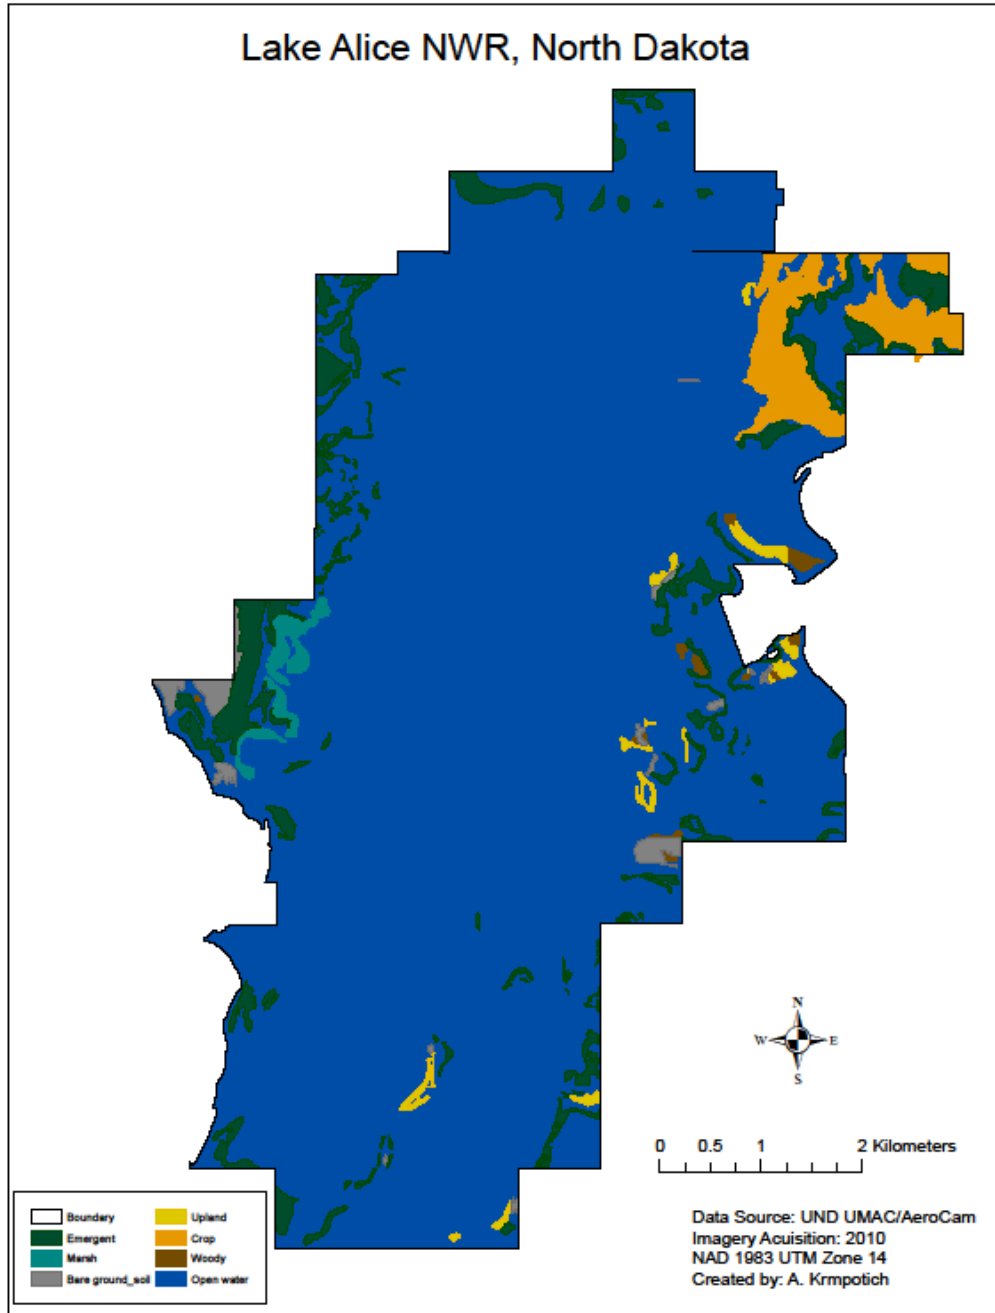 Lake Alice NWR, North Dakota
N
W E
S
0 0.5 1 2 Kilometers
Boundary Upland
Emergent Crop
Marsh Woody
Bare ground_soil Open water
Data Source: UND UMAC/AeroCam
Imagery Acuisition: 2010
NAD 1983 UTM Zone 14
Created by: A. Krmpotich